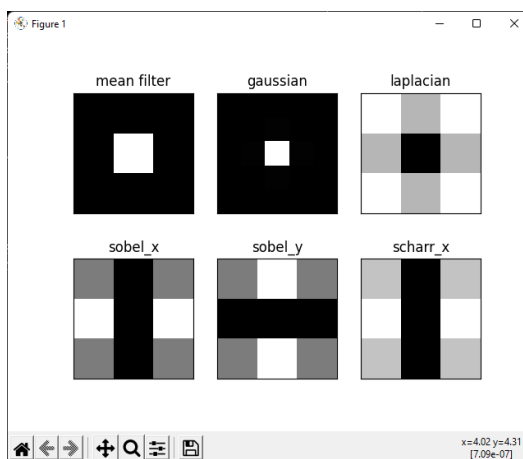 Figure 1
mean filter
gaussian
laplacian
sobel_x
sobel_y
scharr_x
x=4.02 y=4.31
[7.09e-07]